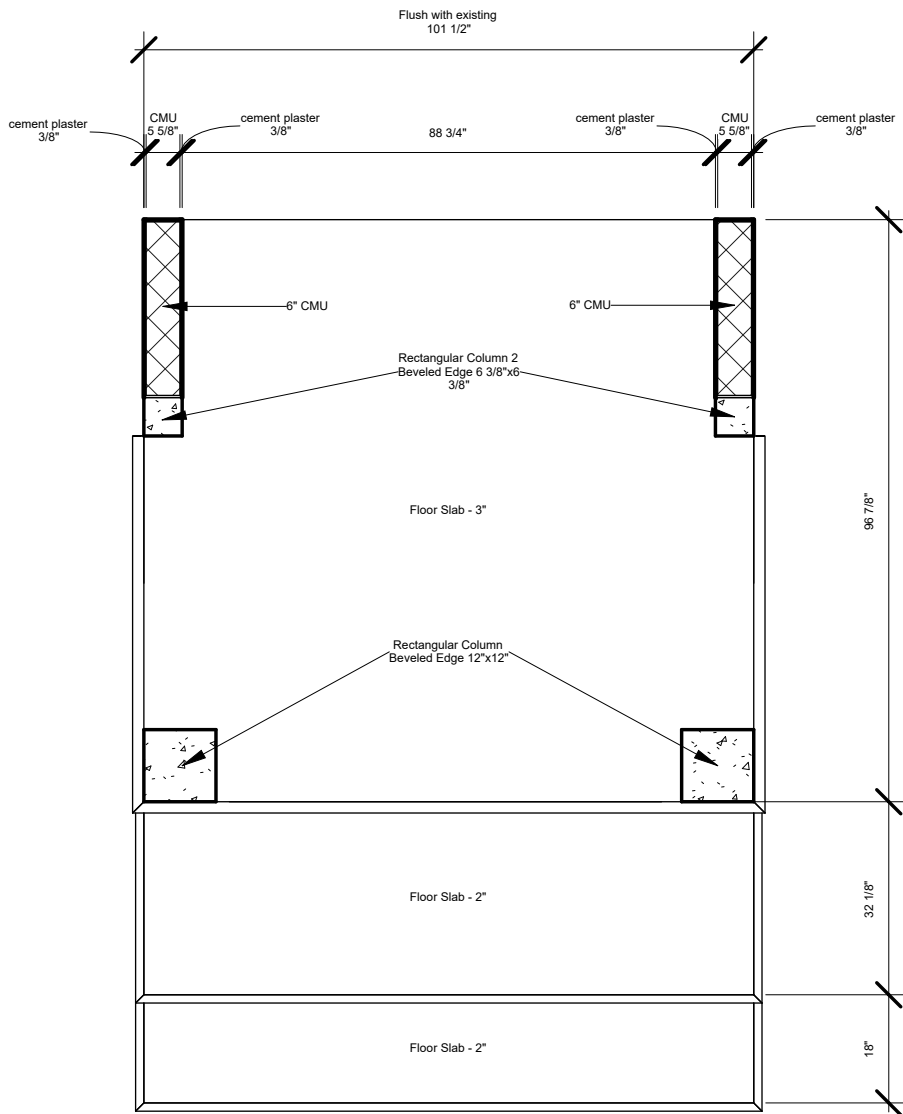 Flush with existing
101 1/2"
cement plaster
3/8"
CMU
5 5/8"
cement plaster
3/8"
88 3/4"
cement plaster
3/8"
CMU
5 5/8"
cement plaster
3/8"
6" CMU
6" CMU
Rectangular Column 2
Beveled Edge 6 3/8"x6
3/8"
Floor Slab - 3"
96 7/8"
Rectangular Column
Beveled Edge 12"x12"
Floor Slab - 2"
32 1/8"
Floor Slab - 2"
18"